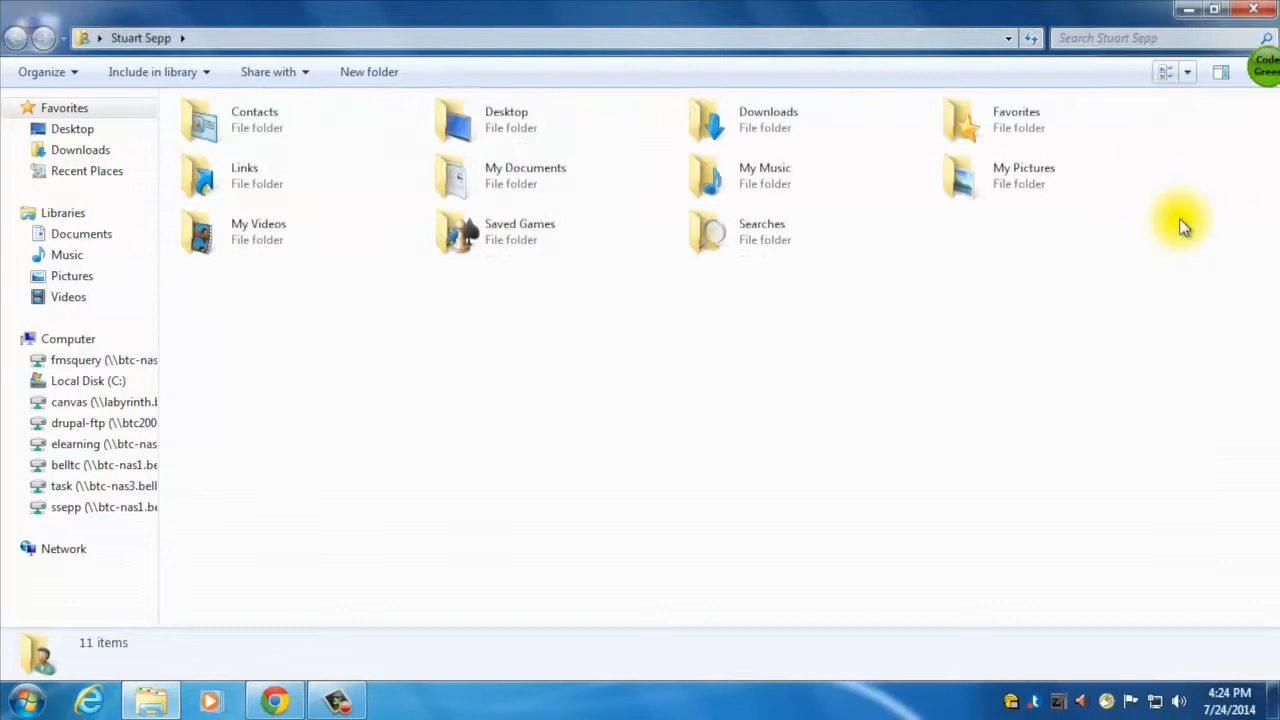 Stuart Sepp
Search Stuart Sepp
Organize
Include in library
Share with
New folder
Code
Green
Favorites
Desktop
Downloads
Recent Places
Libraries
Documents
Music
Pictures
Videos
Computer
fmsquery (\\btc-nas
Local Disk (C:)
canvas (\\labyrinth.b
drupal-ftp (\\btc200
elearning (\\btc-nas
belltc (\\btc-nas1.be
task (\\btc-nas3.bell
ssepp (\\btc-nas1.be
Network
Contacts
File folder
Desktop
File folder
Downloads
File folder
Favorites
File folder
Links
File folder
My Documents
File folder
My Music
File folder
My Pictures
File folder
My Videos
File folder
Saved Games
File folder
Searches
File folder
11 items
4:24 PM
7/24/2014